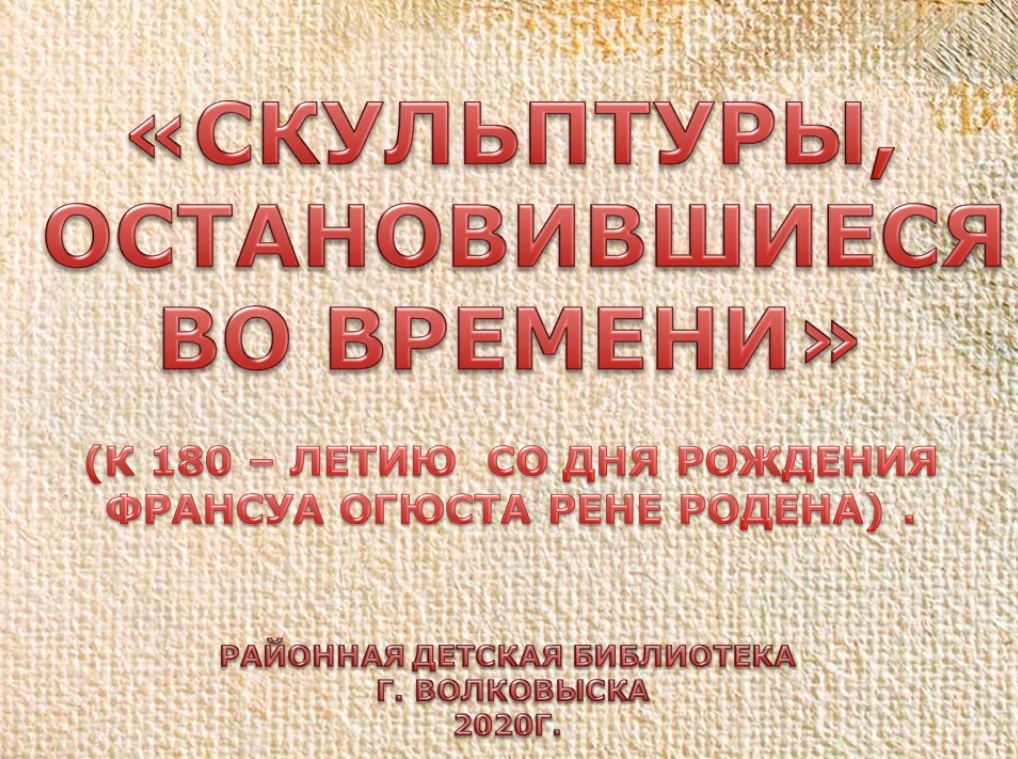 «СКУЛЬПТУРЫ,
ОСТАНОВИВШИЕСЯ
ВО ВРЕМЕНИ»
(К 180 – ЛЕТИЮ СО ДНЯ РОЖДЕНИЯ
ФРАНСУА ОГЮСТА РЕНЕ РОДЕНА) .
РАЙОННАЯ ДЕТСКАЯ БИБЛИОТЕКА
Г. ВОЛКОВЫСКА
2020Г.